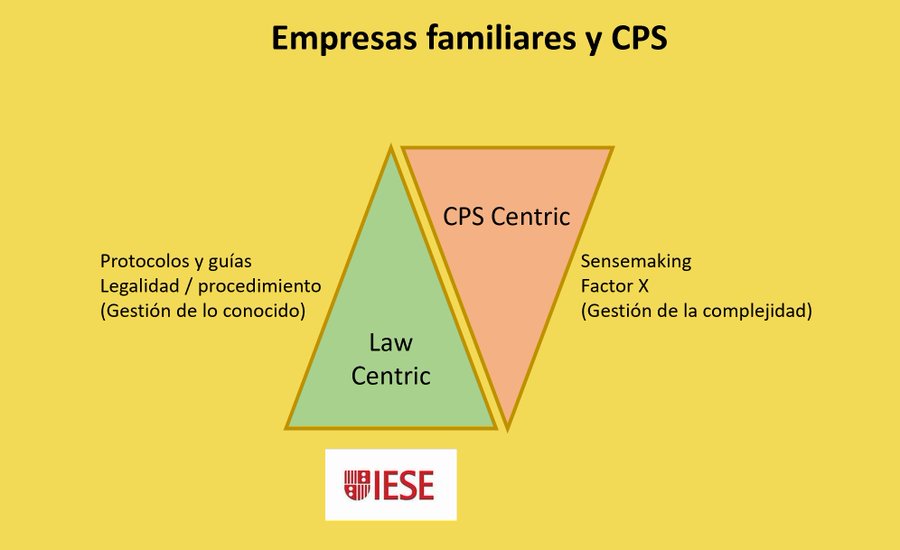 Empresas familiares y CPS
CPS Centric
Protocolos y guías
Legalidad / procedimiento
(Gestión de lo conocido)
Sensemaking
Factor X
(Gestión de la complejidad)
Law
Centric
IESE